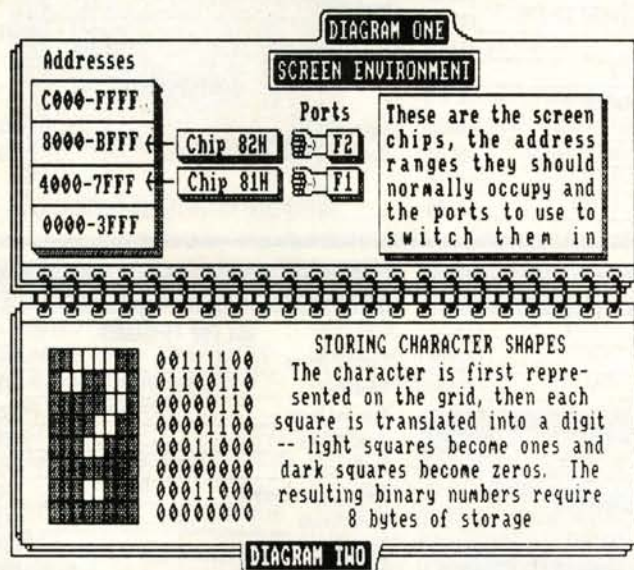 DIAGRAM ONE
SCREEN ENVIRONMENT
Addresses
C000-FFFF
8000-BFFF
4000-7FFF
0000-3FFF
Chip 82H
Chip 81H
Ports
F2
F1
These are the screen
chips, the address
ranges they should
normally occupy and
the ports to use to
switch them in
00111100
01100110
00000110
00001100
00011000
00000000
00011000
00000000
STORING CHARACTER SHAPES
The character is first repre-
sented on the grid, then each
square is translated into a digit
-- light squares become ones and
dark squares become zeros. The
resulting binary numbers require
8 bytes of storage
DIAGRAM TWO